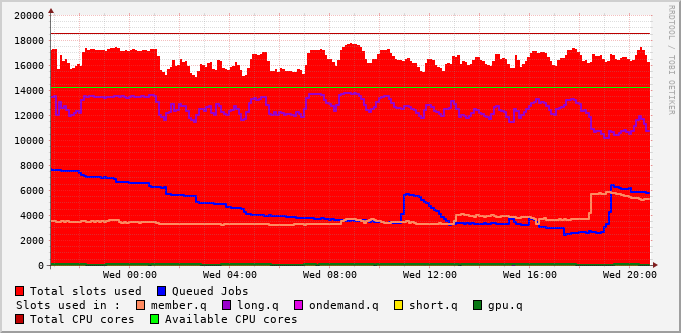 20000
18000
16000
14000
12000
10000
8000
6000
4000
2000
0
Wed 00:00 Wed 04:00 Wed 08:00 Wed 12:00 Wed 16:00 Wed 20:00
RRDTOOL / TOBI OETIKER
Total slots used Queued Jobs
Slots used in : member.q long.q ondemand.q short.q gpu.q
Total CPU cores Available CPU cores